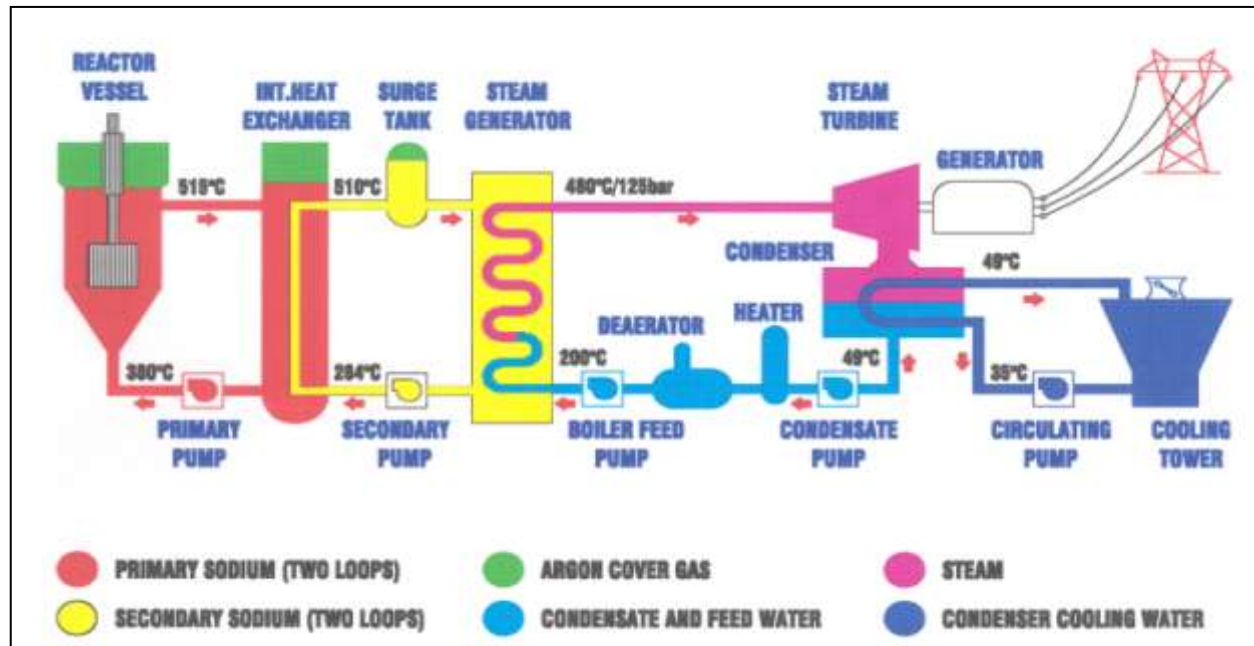 REACTOR
VESSEL
INT.HEAT
EXCHANGER
SURGE
TANK
STEAM
GENERATOR
STEAM
TURBINE
GENERATOR
515°C
510°C
480°C/125bar
CONDENSER
49°C
DEAERATOR
HEATER
380°C
284°C
200°C
49°C
35°C
PRIMARY
PUMP
SECONDARY
PUMP
BOILER FEED
PUMP
CONDENSATE
PUMP
CIRCULATING
PUMP
COOLING
TOWER
PRIMARY SODIUM (TWO LOOPS)
ARGON COVER GAS
STEAM
SECONDARY SODIUM (TWO LOOPS)
CONDENSATE AND FEED WATER
CONDENSER COOLING WATER